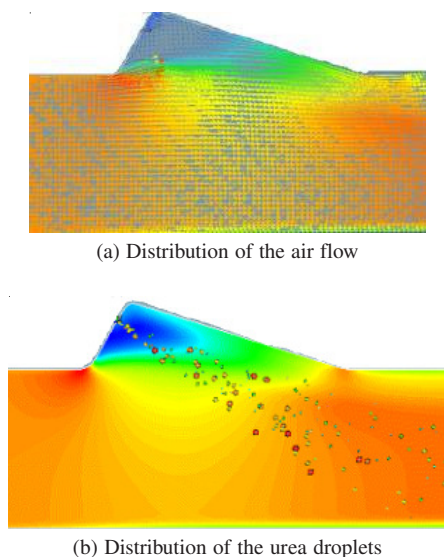 (a) Distribution of the air flow
(b) Distribution of the urea droplets